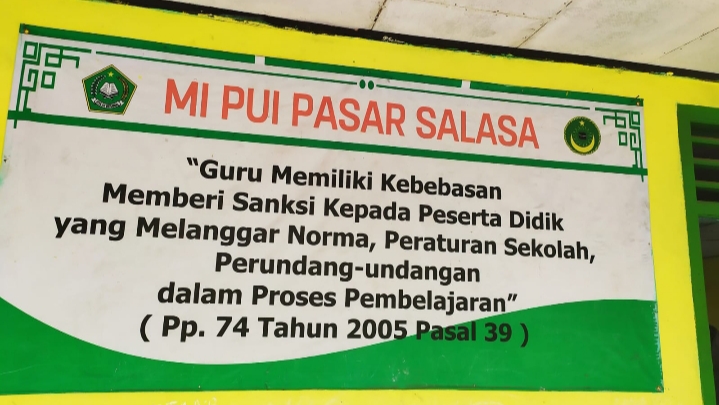 MI PUI PASAR SALASA
“Guru Memiliki Kebebasan
Memberi Sanksi Kepada Peserta Didik
yang Melanggar Norma, Peraturan Sekolah,
Perundang-undangan
dalam Proses Pembelajaran”
( Pp. 74 Tahun 2005 Pasal 39 )